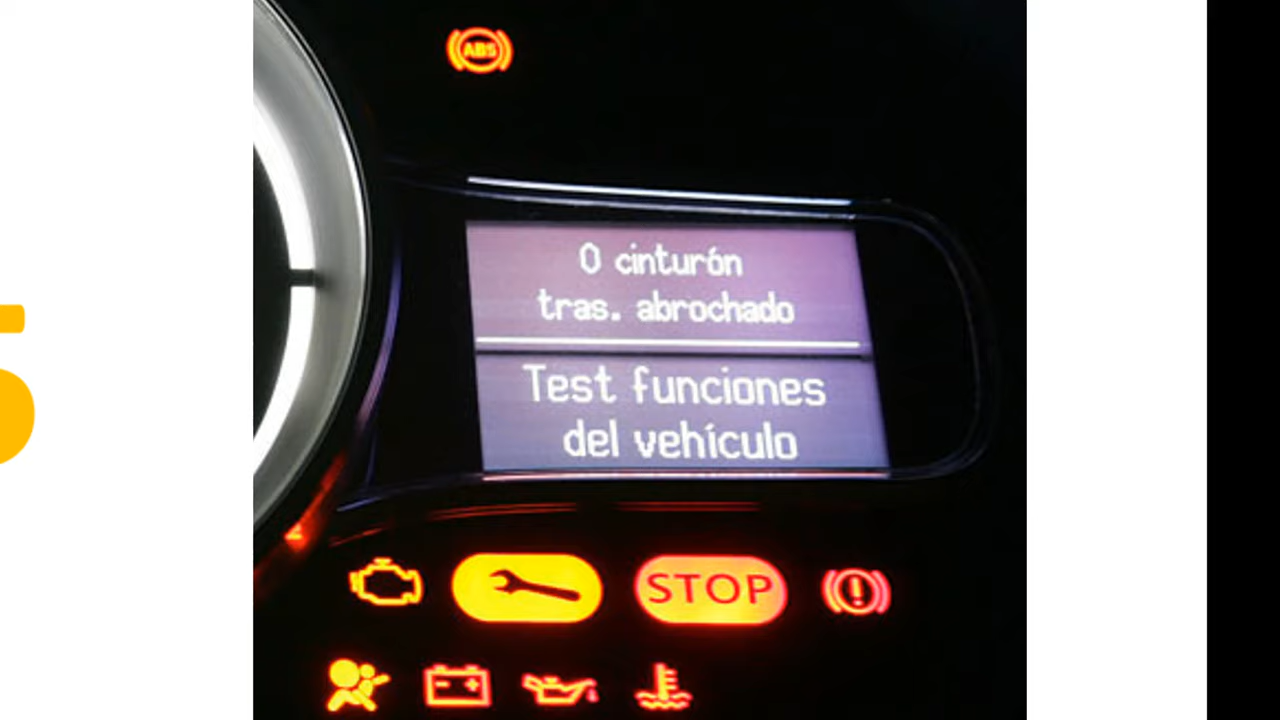 ABS
0 cinturón
tras. abrochado
Test funciones
del vehículo
STOP